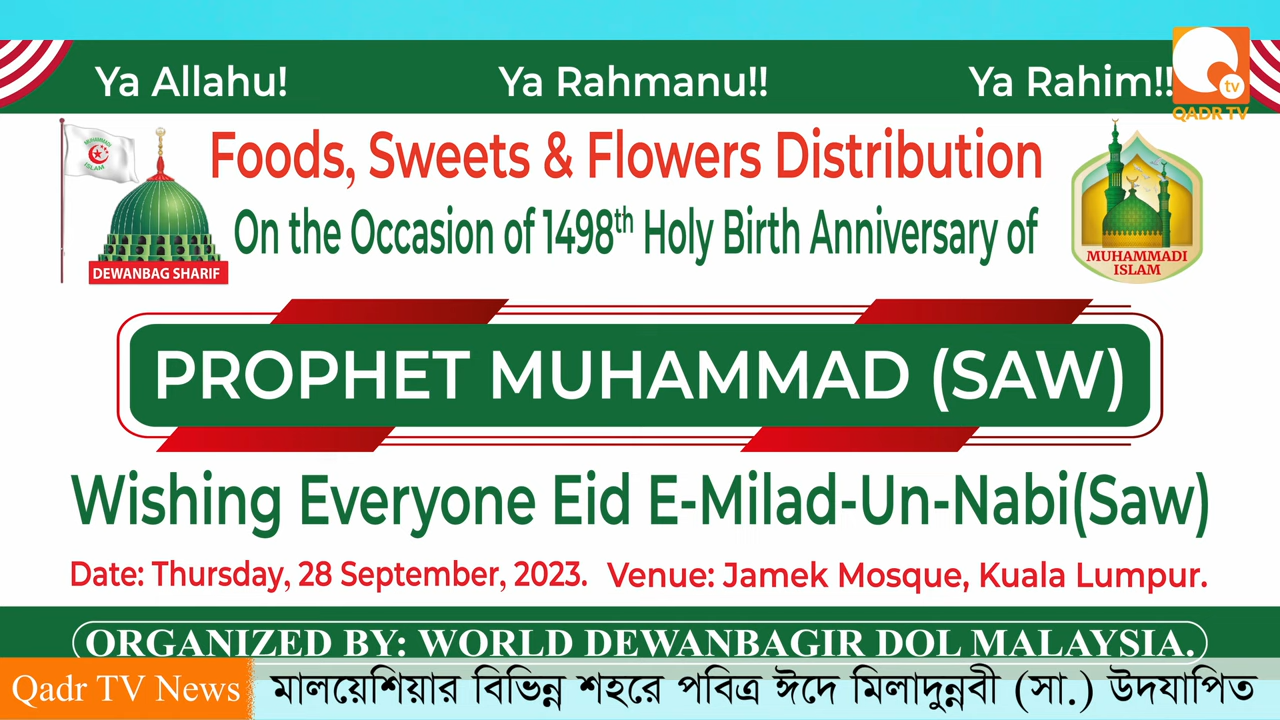 Ya Allahu! Ya Rahmanu!! Ya Rahim!!
tv
QADR TV
MUHAMMADI
ISLAM
Foods, Sweets & Flowers Distribution
On the Occasion of 1498th Holy Birth Anniversary of
DEWANBAG SHARIF
MUHAMMADI
ISLAM
PROPHET MUHAMMAD (SAW)
Wishing Everyone Eid E-Milad-Un-Nabi(Saw)
Date: Thursday, 28 September, 2023. Venue: Jamek Mosque, Kuala Lumpur.
ORGANIZED BY: WORLD DEWANBAGIR DOL MALAYSIA.
Qadr TV News মালয়েশিয়ার বিভিন্ন শহরে পবিত্র ঈদে মিলাদুন্নবী (সা.) উদযাপিত